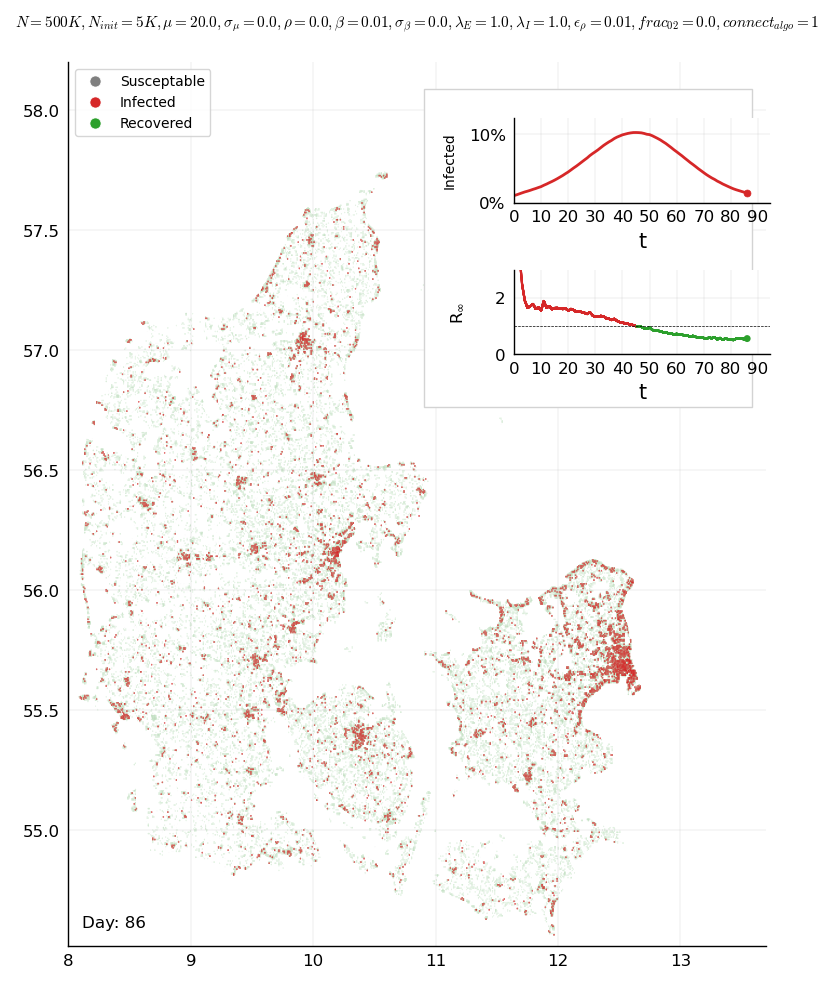 N = 500K, N_init = 5K, μ = 20.0, σ_μ = 0.0, ρ = 0.0, β = 0.01, σ_β = 0.0, λ_E = 1.0, λ_I = 1.0, ϵ_ρ = 0.01, frac_02 = 0.0, connect_algo = 1
Susceptable
Infected
Recovered
58.0
57.5
57.0
56.5
56.0
55.5
55.0
8 9 10 11 12 13
Day: 86
Infected
10%
0%
0 10 20 30 40 50 60 70 80 90
t
R∞
2
0
0 10 20 30 40 50 60 70 80 90
t